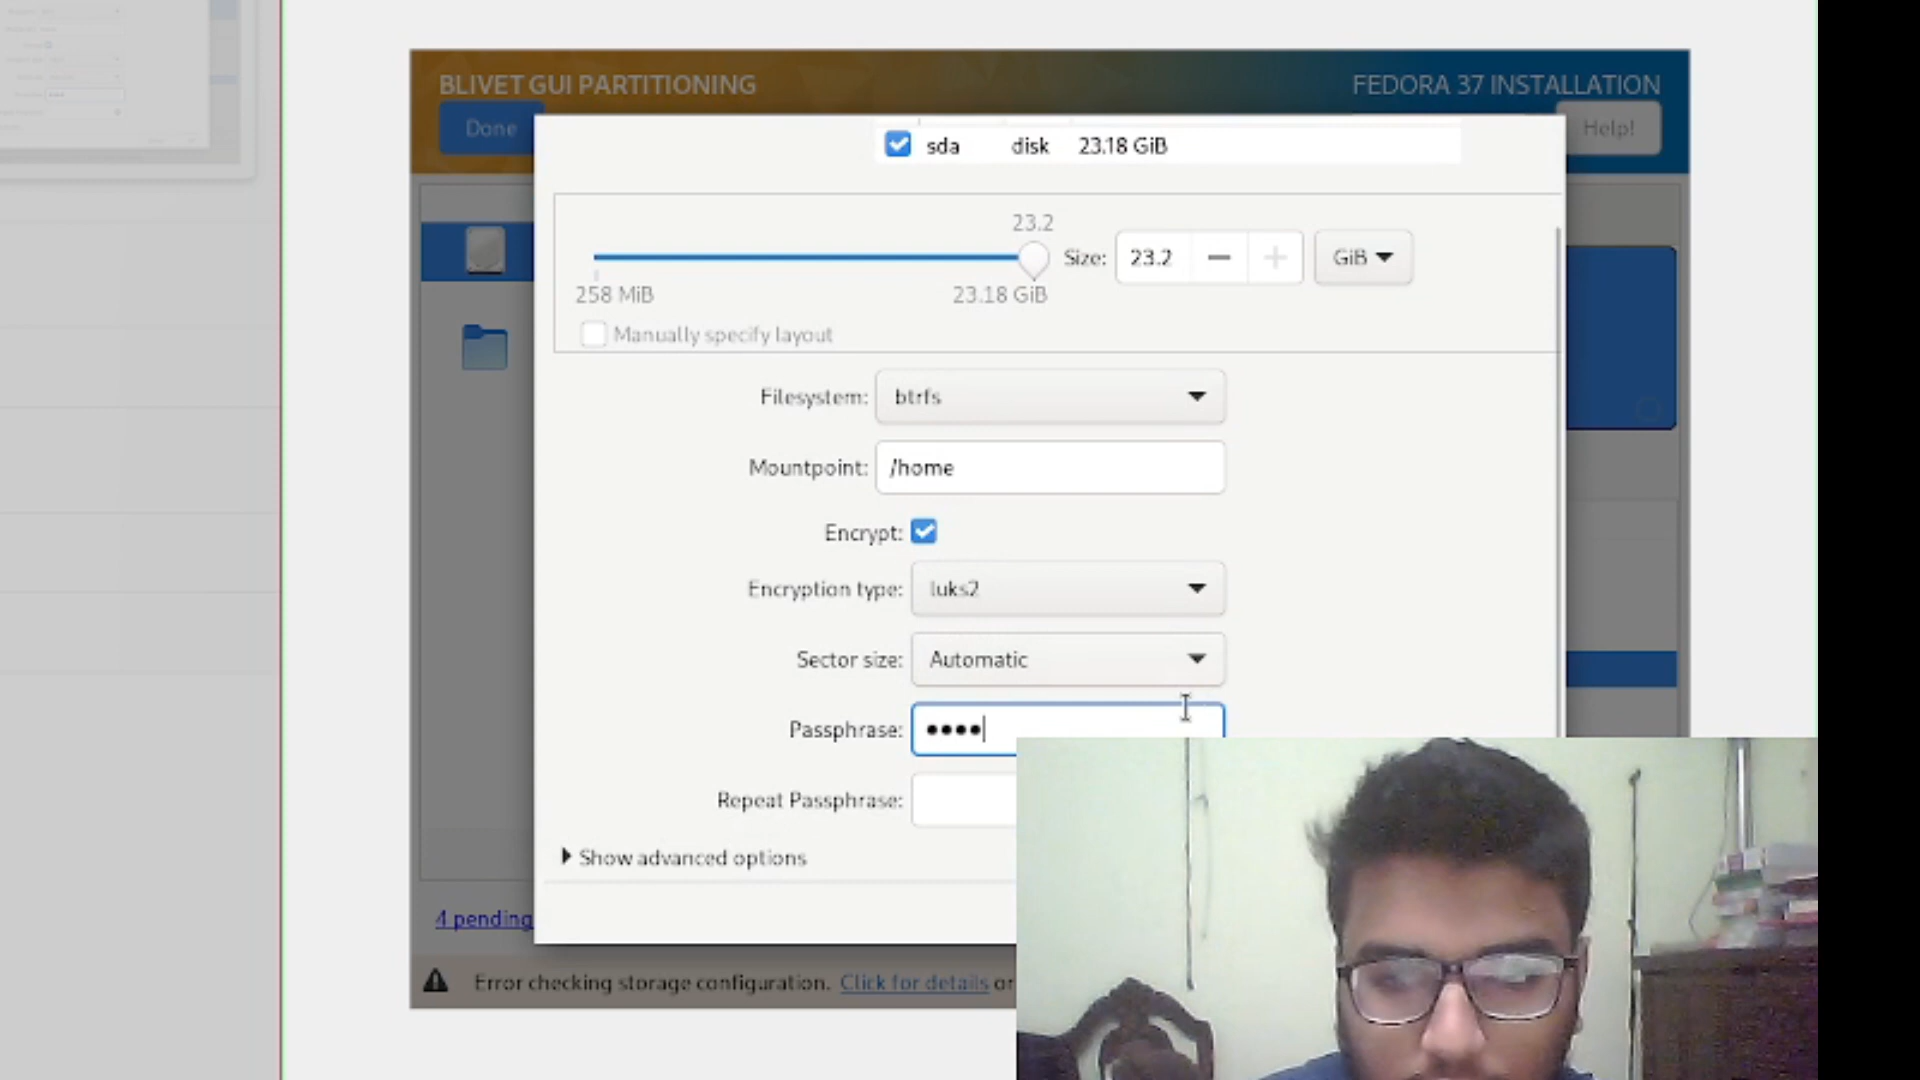 BLIVET GUI PARTITIONING
FEDORA 37 INSTALLATION
Done
Help!
sda disk 23.18 GiB
23.2
Size: 23.2 GiB
258 MiB
23.18 GiB
Manually specify layout
Filesystem: btrfs
Mountpoint: /home
Encrypt:
Encryption type: luks2
Sector size: Automatic
Passphrase: ••••
Repeat Passphrase:
Show advanced options
4 pending
Error checking storage configuration. Click for details or